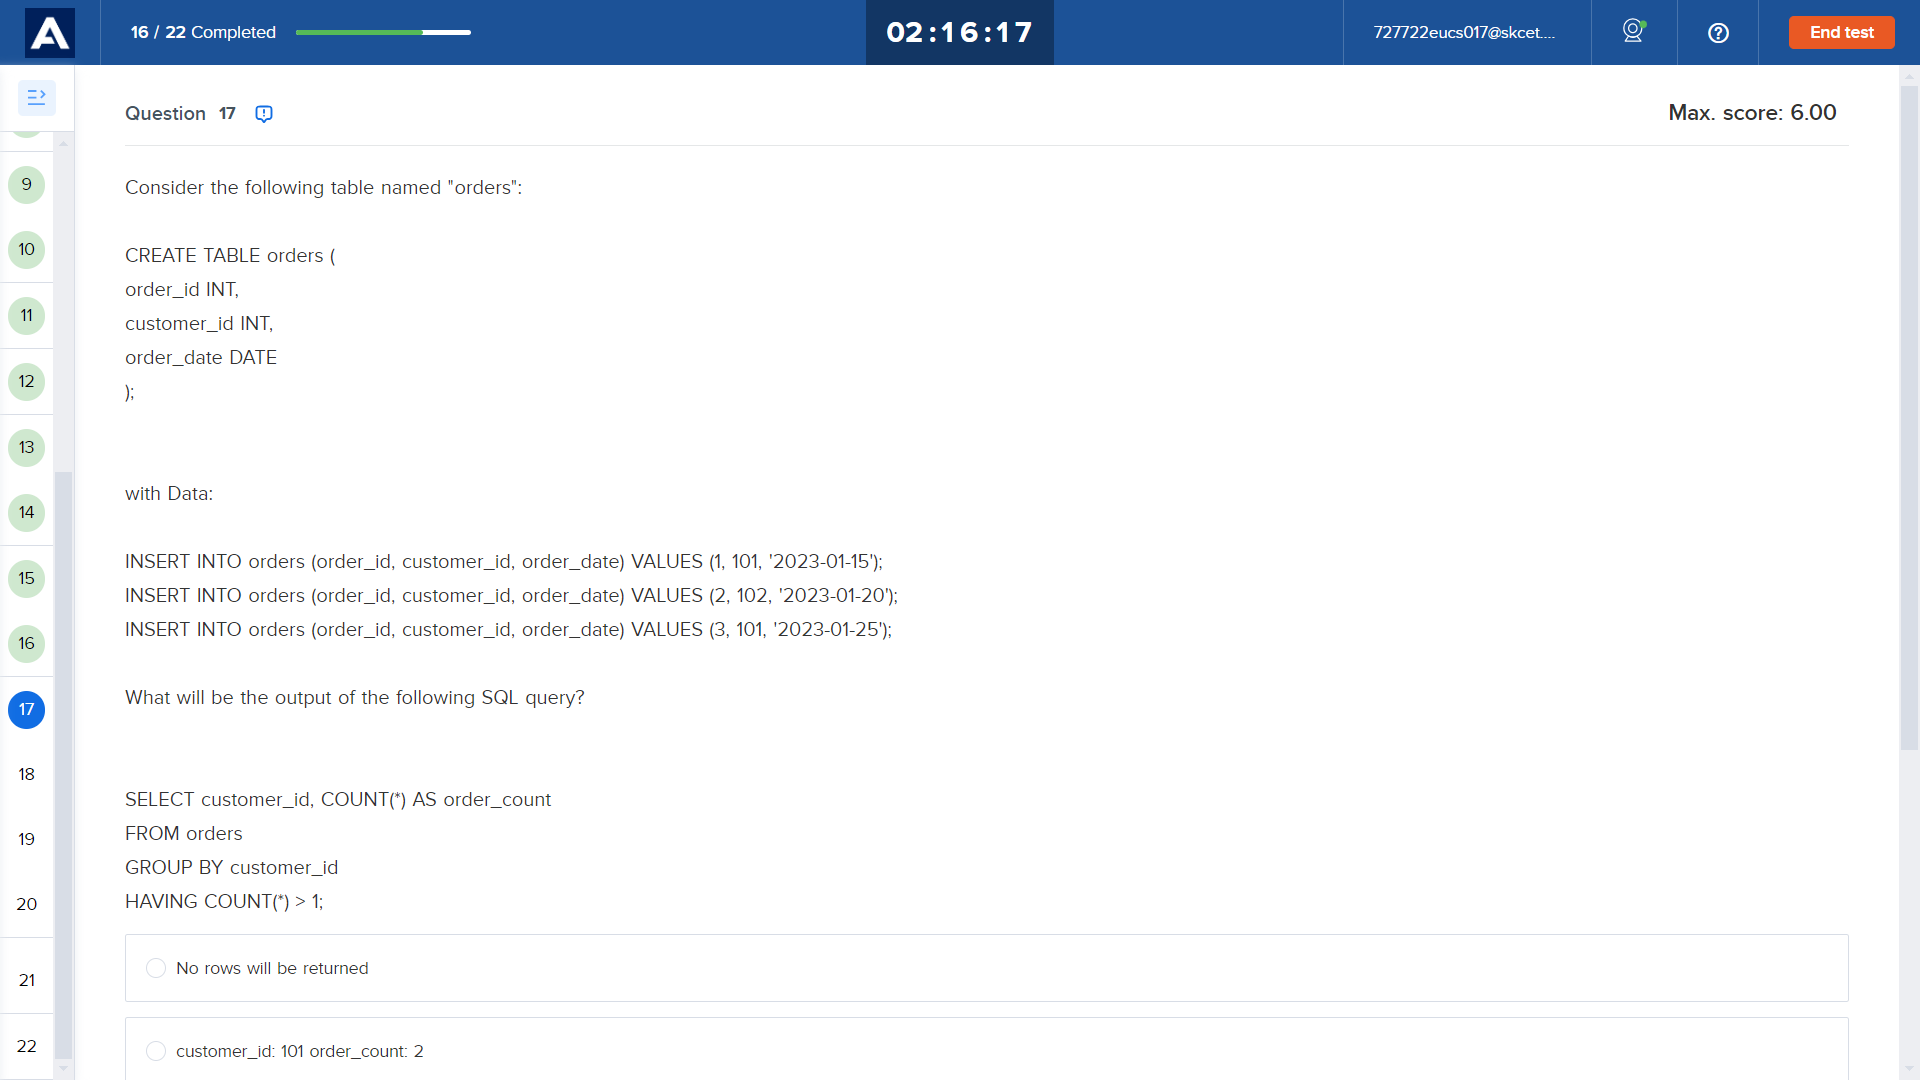 16 / 22 Completed
02:16:17
727722eucs017@skcet....
End test
Question 17
Max. score: 6.00
9
10
11
12
13
14
15
16
17
18
19
20
21
22
Consider the following table named "orders":
CREATE TABLE orders (
order_id INT,
customer_id INT,
order_date DATE
);
with Data:
INSERT INTO orders (order_id, customer_id, order_date) VALUES (1, 101, '2023-01-15');
INSERT INTO orders (order_id, customer_id, order_date) VALUES (2, 102, '2023-01-20');
INSERT INTO orders (order_id, customer_id, order_date) VALUES (3, 101, '2023-01-25');
What will be the output of the following SQL query?
SELECT customer_id, COUNT(*) AS order_count
FROM orders
GROUP BY customer_id
HAVING COUNT(*) > 1;
No rows will be returned
customer_id: 101 order_count: 2